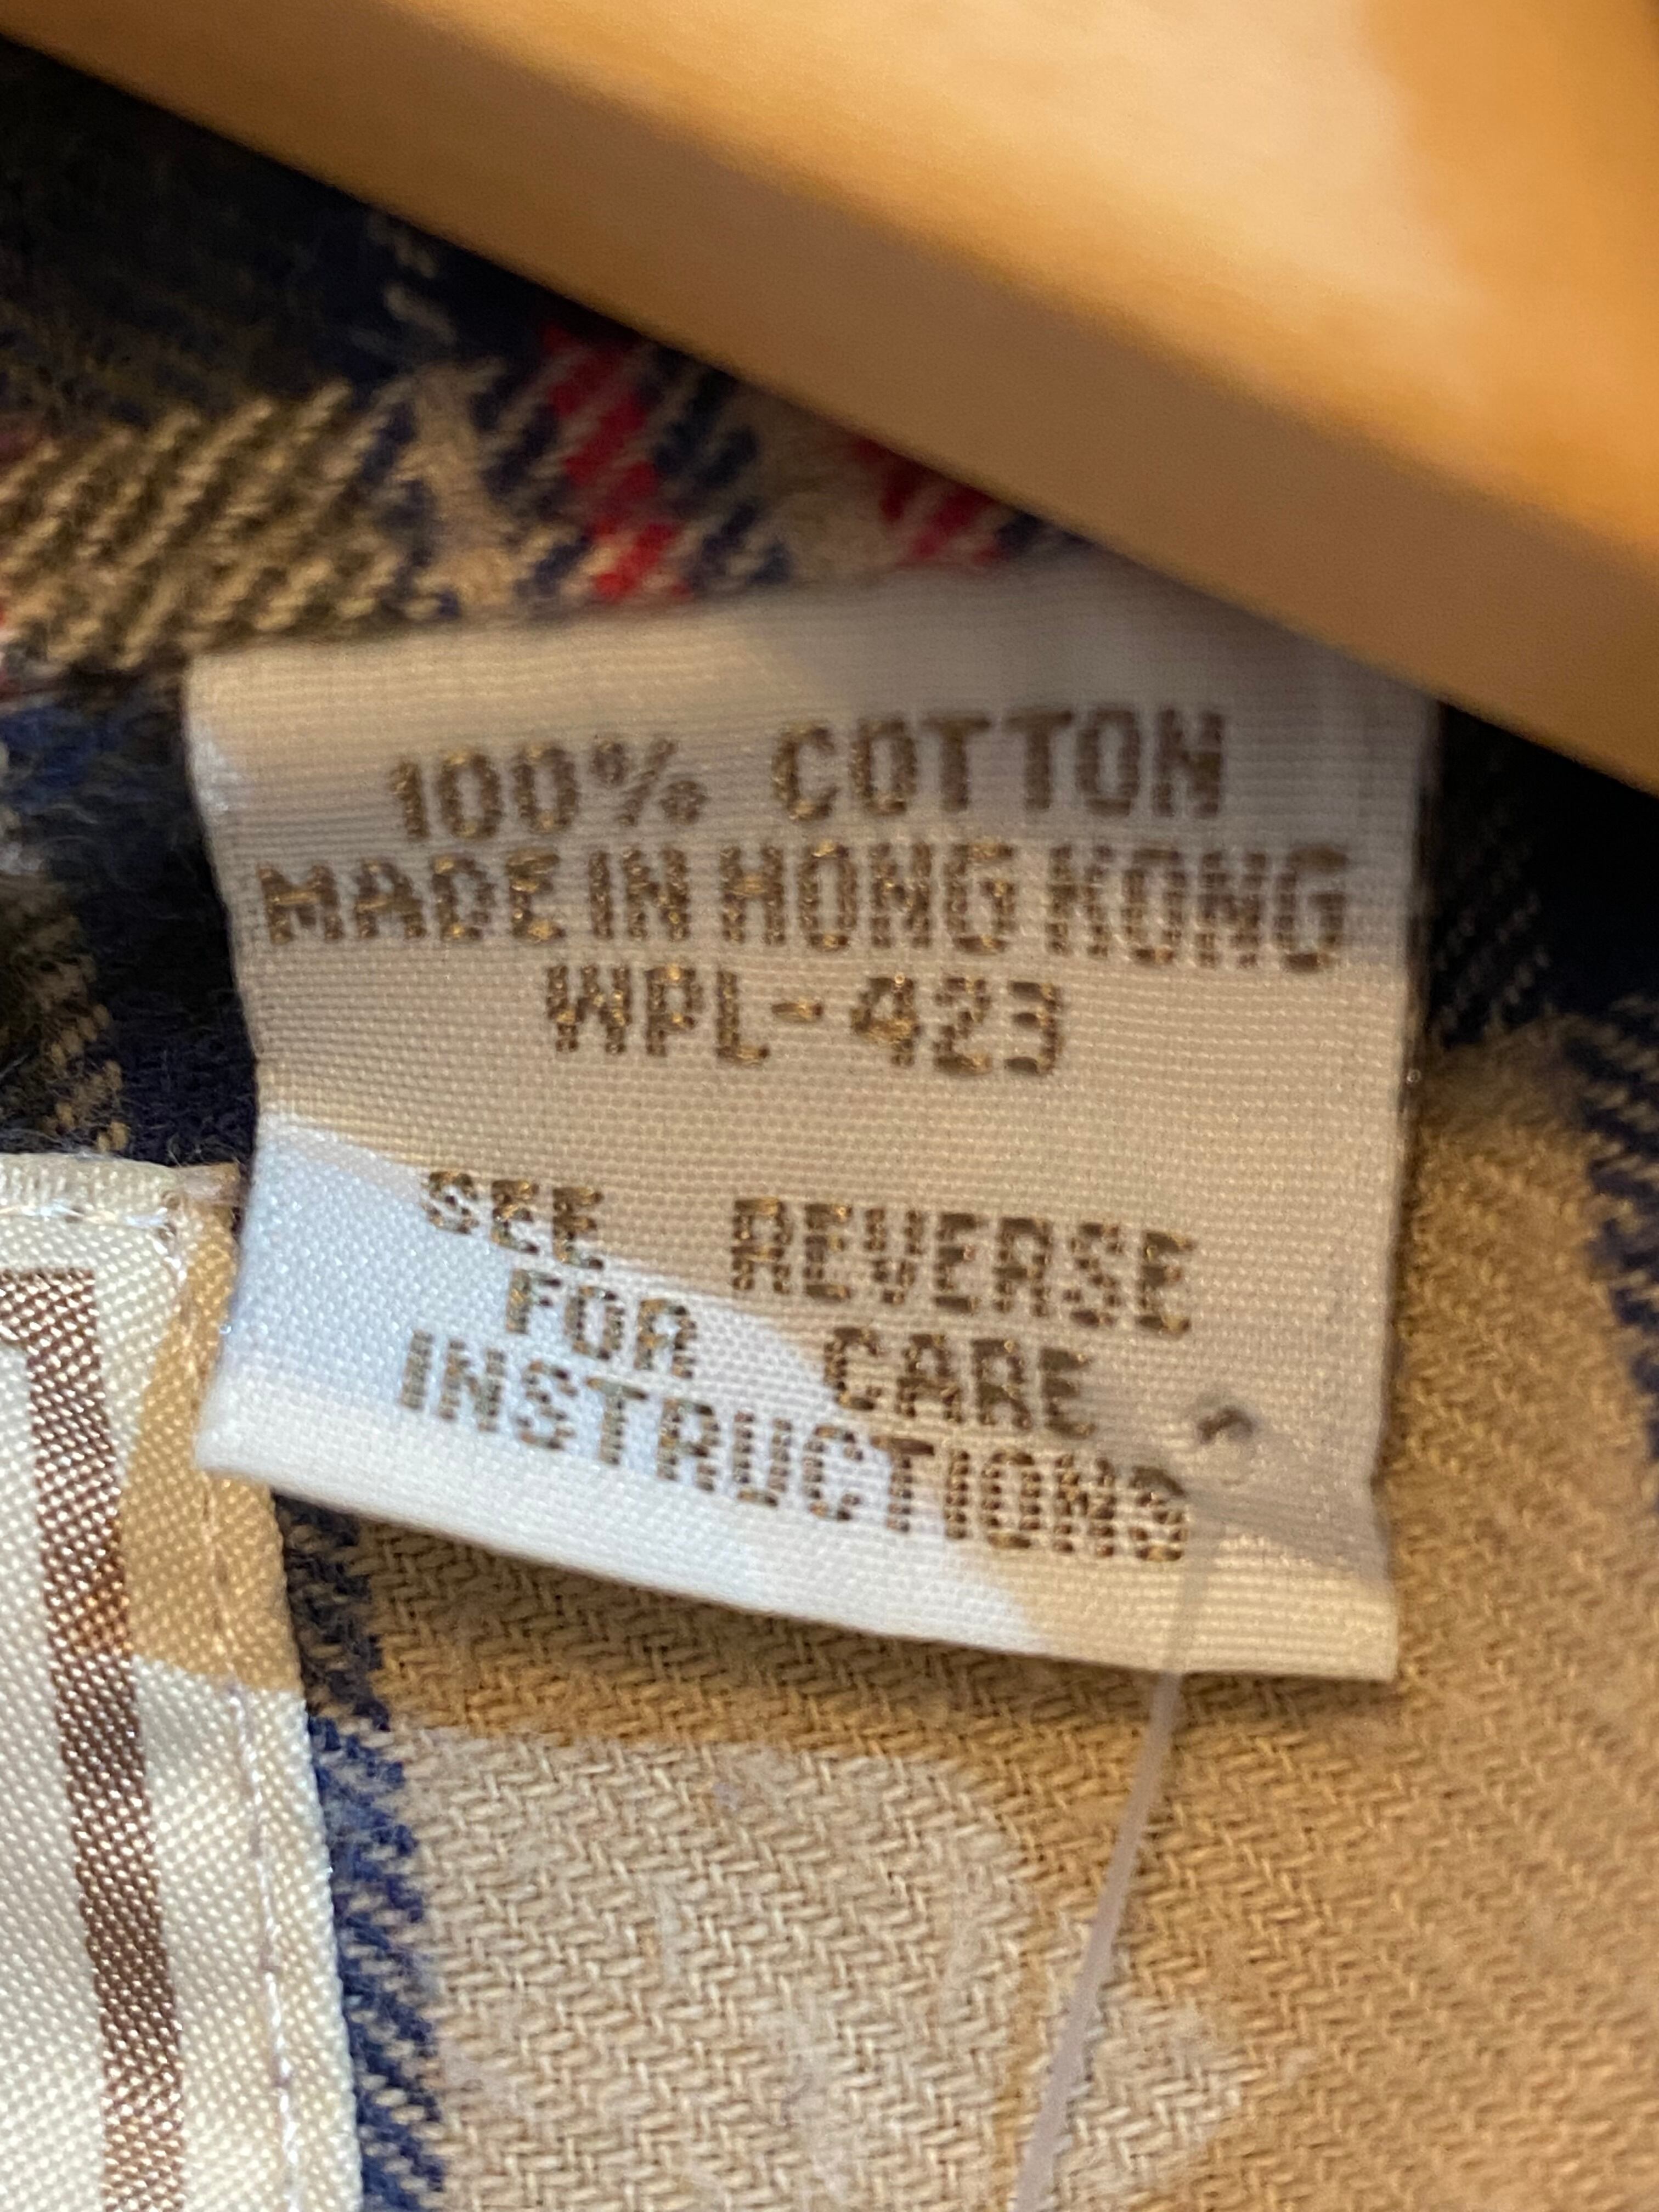 100% COTTON
MADE IN HONG KONG
WPL-423
SEE REVERSE
FOR CARE
INSTRUCTIONS